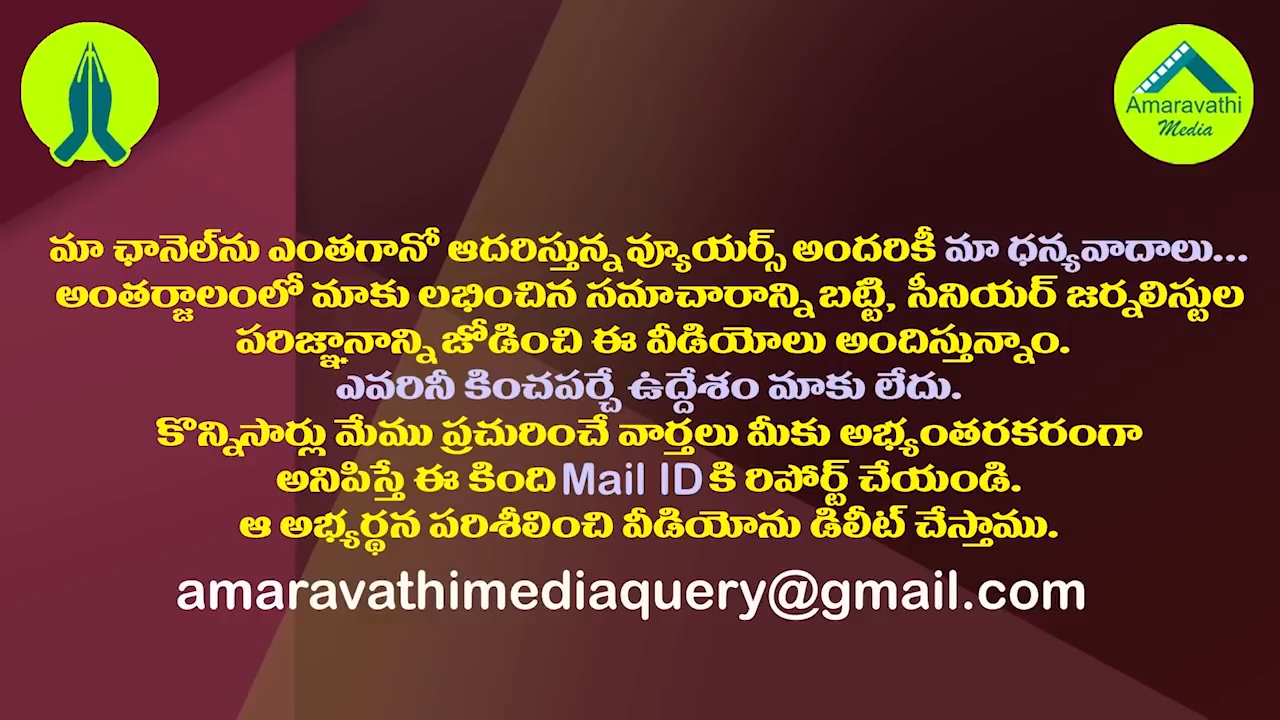 Amaravathi
Media
మా ఛానెల్‌ను ఎంతగానో ఆదరిస్తున్న వ్యూయర్స్ అందరికీ మా ధన్యవాదాలు...
అంతర్జాలంలో మాకు లభించిన సమాచారాన్ని బట్టి, సీనియర్ జర్నలిస్టుల
పరిజ్ఞానాన్ని జోడించి ఈ వీడియోలు అందిస్తున్నాం.
ఎవరినీ కించపర్చే ఉద్దేశం మాకు లేదు.
కొన్నిసార్లు మేము ప్రచురించే వార్తలు మీకు అభ్యంతరకరంగా
అనిపిస్తే ఈ కింది Mail ID కి రిపోర్ట్ చేయండి.
ఆ అభ్యర్థన పరిశీలించి వీడియోను డిలీట్ చేస్తాము.
amaravathimediaquery@gmail.com